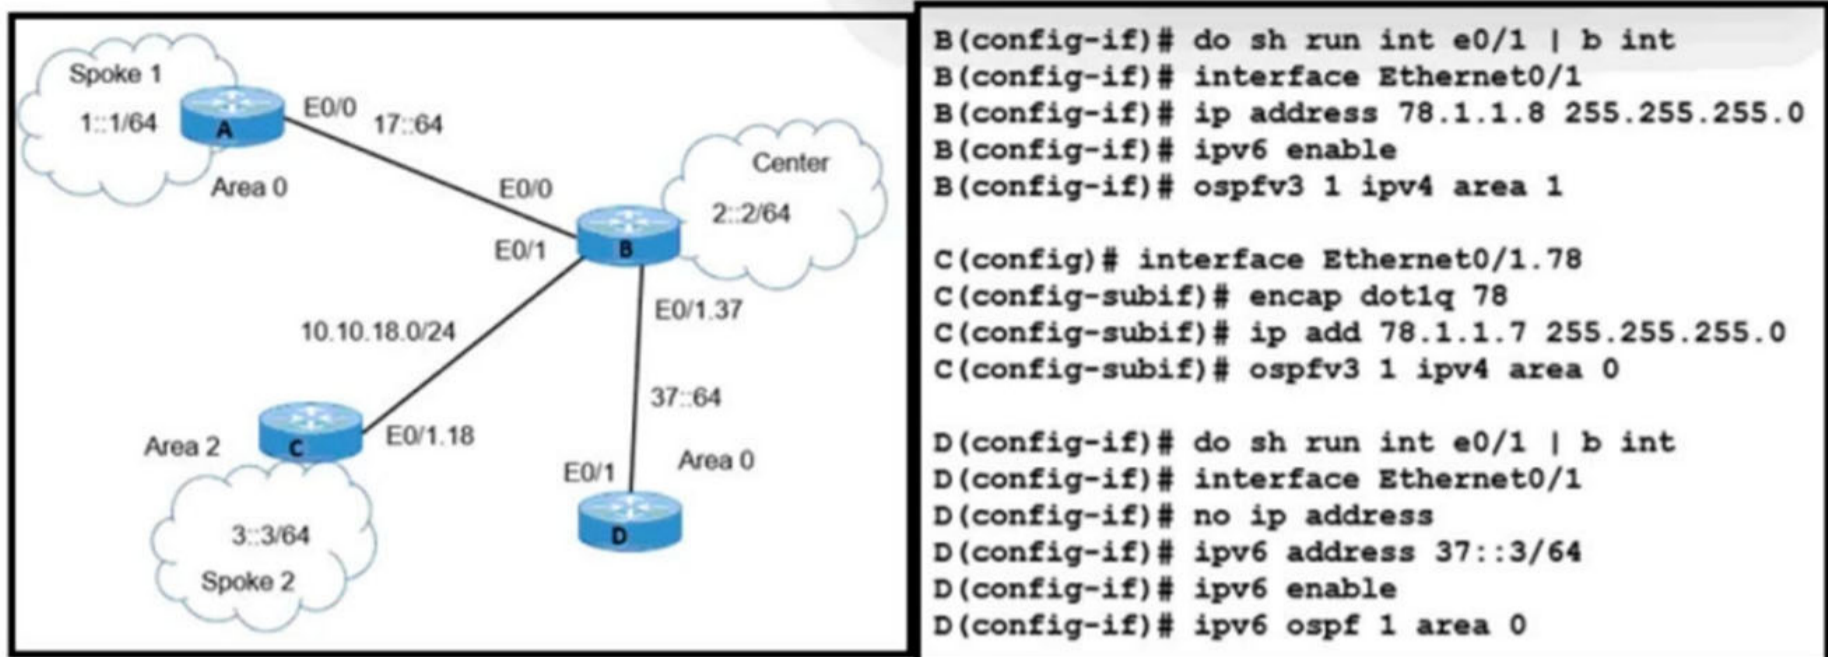 Spoke 1
1::1/64
A
E0/0
17::64
Area 0
E0/0
E0/1
B
Center
2::2/64
E0/1.37
10.10.18.0/24
37::64
Area 2
C
E0/1.18
E0/1
Area 0
D
3::3/64
Spoke 2
B(config-if)# do sh run int e0/1 | b int
B(config-if)# interface Ethernet0/1
B(config-if)# ip address 78.1.1.8 255.255.255.0
B(config-if)# ipv6 enable
B(config-if)# ospfv3 1 ipv4 area 1
C(config)# interface Ethernet0/1.78
C(config-subif)# encap dot1q 78
C(config-subif)# ip add 78.1.1.7 255.255.255.0
C(config-subif)# ospfv3 1 ipv4 area 0
D(config-if)# do sh run int e0/1 | b int
D(config-if)# interface Ethernet0/1
D(config-if)# no ip address
D(config-if)# ipv6 address 37::3/64
D(config-if)# ipv6 enable
D(config-if)# ipv6 ospf 1 area 0